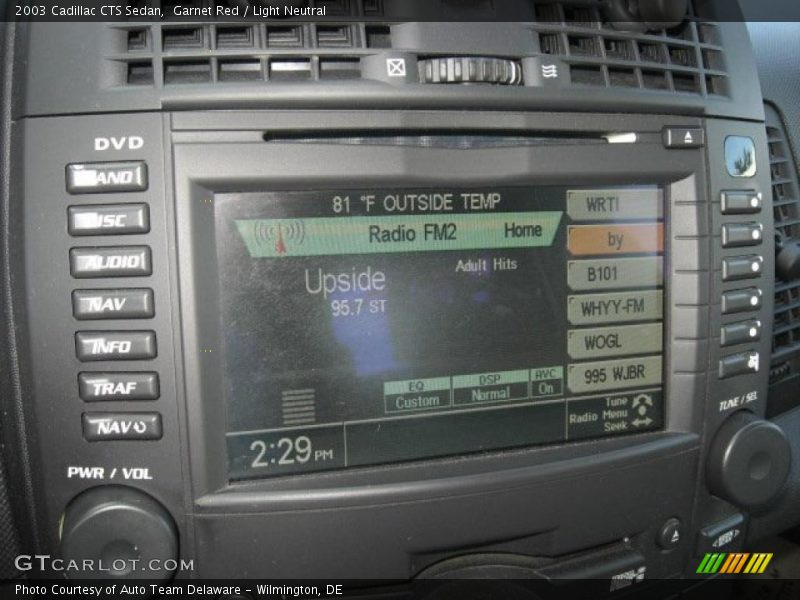 2003 Cadillac CTS Sedan,  Garnet Red / Light Neutral
DVD
BAND
DISC
AUDIO
NAV
INFO
TRAF
NAV
PWR / VOL
81 °F OUTSIDE TEMP
Radio FM2
Home
Adult Hits
Upside
95.7 ST
EQ
Custom
DSP
Normal
AVC
On
2:29 PM
WRTI
by
B101
WHYY-FM
WOGL
995 WJBR
Radio
Tune
Menu
Seek
TUNE / SEL
GTCARLOT.COM
Photo Courtesy of Auto Team Delaware - Wilmington, DE